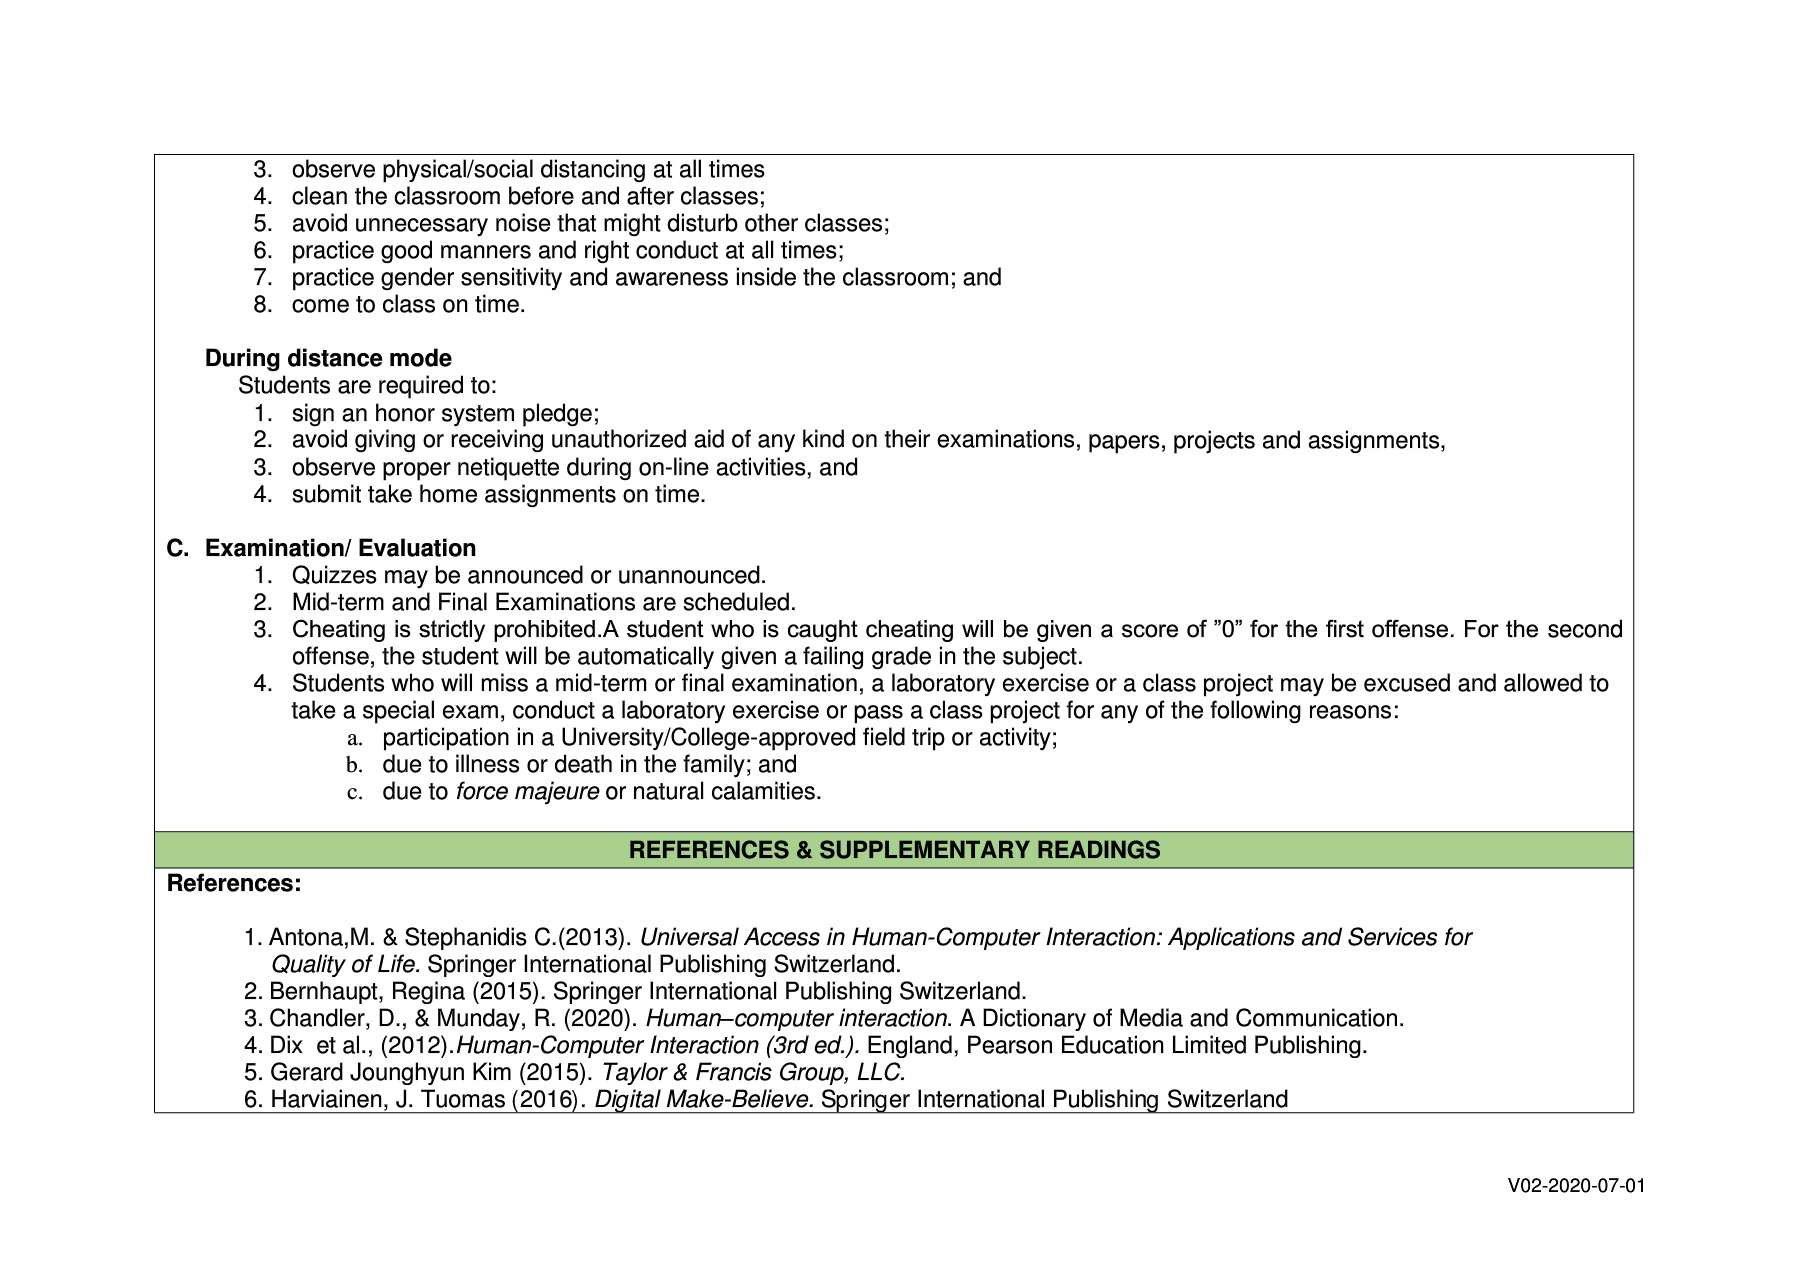 3. observe physical/social distancing at all times
4. clean the classroom before and after classes;
5. avoid unnecessary noise that might disturb other classes;
6. practice good manners and right conduct at all times;
7. practice gender sensitivity and awareness inside the classroom; and
8. come to class on time.
During distance mode
Students are required to:
1. sign an honor system pledge;
2. avoid giving or receiving unauthorized aid of any kind on their examinations, papers, projects and assignments,
3. observe proper netiquette during on-line activities, and
4. submit take home assignments on time.
C. Examination/ Evaluation
1. Quizzes may be announced or unannounced.
2. Mid-term and Final Examinations are scheduled.
3. Cheating is strictly prohibited.A student who is caught cheating will be given a score of ”0” for the first offense. For the second
offense, the student will be automatically given a failing grade in the subject.
4. Students who will miss a mid-term or final examination, a laboratory exercise or a class project may be excused and allowed to
take a special exam, conduct a laboratory exercise or pass a class project for any of the following reasons:
a. participation in a University/College-approved field trip or activity;
b. due to illness or death in the family; and
c. due to force majeure or natural calamities.
REFERENCES & SUPPLEMENTARY READINGS
References:
1. Antona,M. & Stephanidis C.(2013). Universal Access in Human-Computer Interaction: Applications and Services for
Quality of Life. Springer International Publishing Switzerland.
2. Bernhaupt, Regina (2015). Springer International Publishing Switzerland.
3. Chandler, D., & Munday, R. (2020). Human–computer interaction. A Dictionary of Media and Communication.
4. Dix et al., (2012).Human-Computer Interaction (3rd ed.). England, Pearson Education Limited Publishing.
5. Gerard Jounghyun Kim (2015). Taylor & Francis Group, LLC.
6. Harviainen, J. Tuomas (2016). Digital Make-Believe. Springer International Publishing Switzerland
V02-2020-07-01